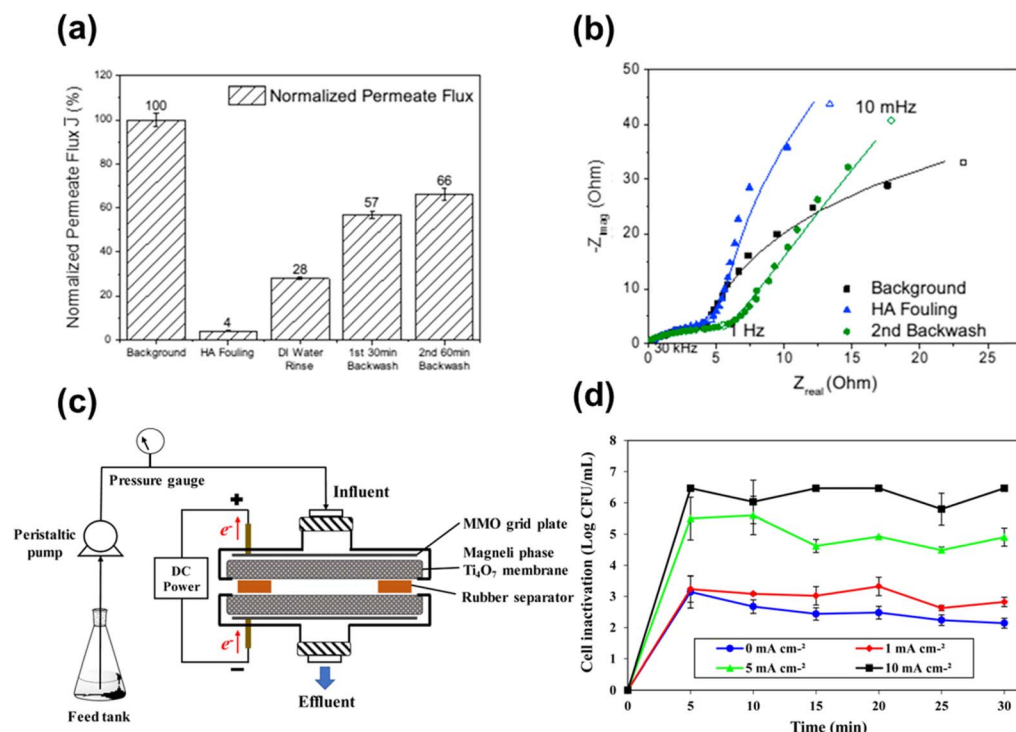 (a)
Normalized Permeate Flux J̅ (%)
120
100
80
60
40
20
0
Normalized Permeate Flux
100
4
28
57
66
Background
HA Fouling
DI Water
Rinse
1st 30min
Backwash
2nd 60min
Backwash
(b)
-Zimag (Ohm)
50
40
30
20
10
0
10 mHz
Background
HA Fouling
2nd Backwash
1 Hz
30 kHz
0
5
10
15
20
25
Zreal (Ohm)
(c)
Pressure gauge
Peristaltic
pump
Feed tank
DC
Power
+
e-
e-
−
Influent
MMO grid plate
Magneli phase
Ti4O7 membrane
Rubber separator
Effluent
(d)
Cell inactivation (Log CFU/mL)
9
8
7
6
5
4
3
2
1
0
0 mA cm-²
1 mA cm-²
5 mA cm-²
10 mA cm-²
0
5
10
15
20
25
30
Time (min)